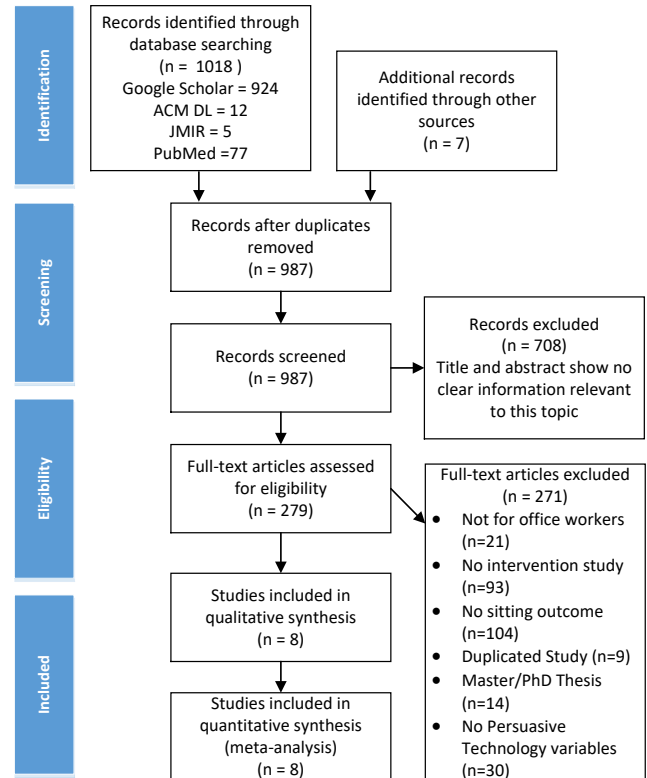 Identification
Records identified through
database searching
(n = 1018 )
Google Scholar = 924
ACM DL = 12
JMIR = 5
PubMed =77
Additional records
identified through other
sources
(n = 7)
Screening
Records after duplicates
removed
(n = 987)
Records screened
(n = 987)
Records excluded
(n = 708)
Title and abstract show no
clear information relevant
to this topic
Eligibility
Full-text articles assessed
for eligibility
(n = 279)
Full-text articles excluded
(n = 271)
• Not for office workers
(n=21)
• No intervention study
(n=93)
• No sitting outcome
(n=104)
• Duplicated Study (n=9)
• Master/PhD Thesis
(n=14)
• No Persuasive
Technology variables
(n=30)
Included
Studies included in
qualitative synthesis
(n = 8)
Studies included in
quantitative synthesis
(meta-analysis)
(n = 8)